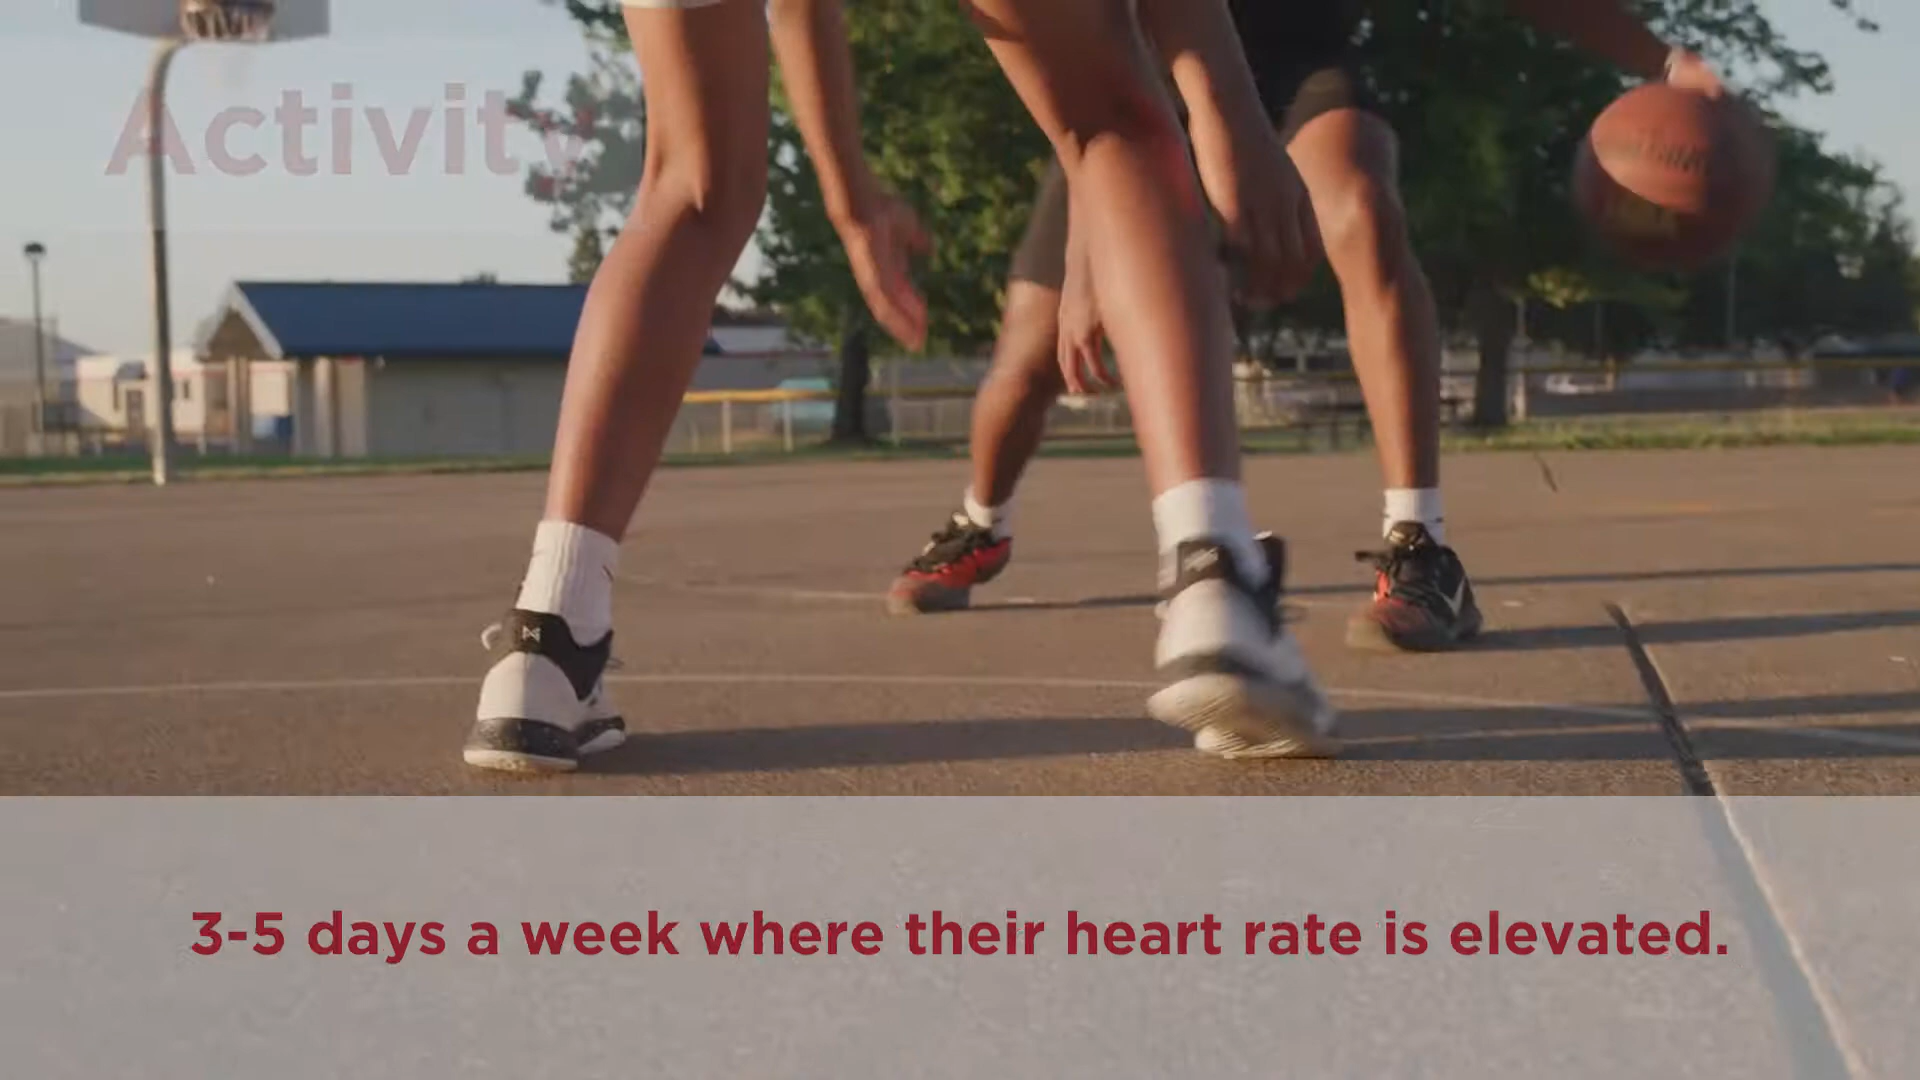 Activity
3-5 days a week where their heart rate is elevated.